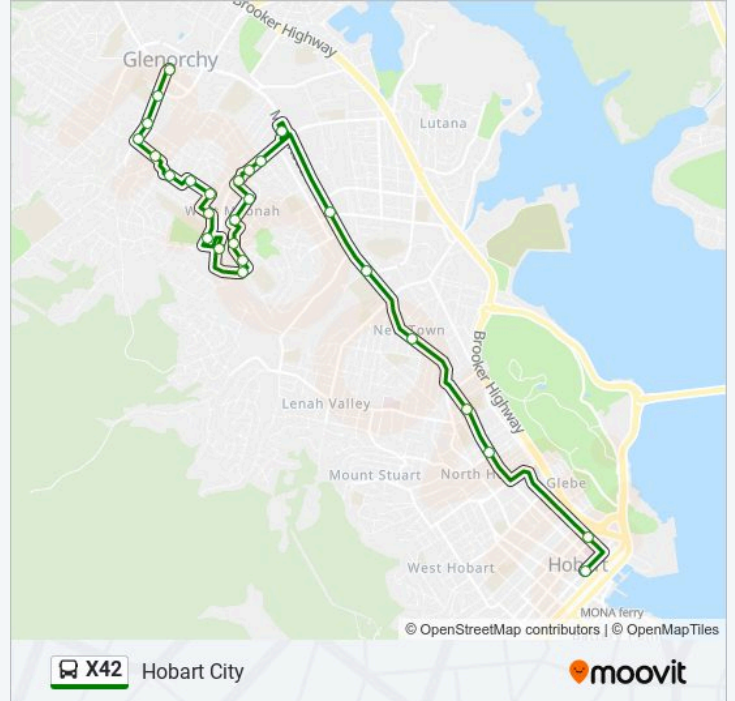 Brooker Highway
Glenorchy
Lutana
New Town
Brooker Highway
Lenah Valley
Mount Stuart
Glebe
West Hobart
Hobart
MONA ferry
© OpenStreetMap contributors | © OpenMapTiles
X42 Hobart City
moovit